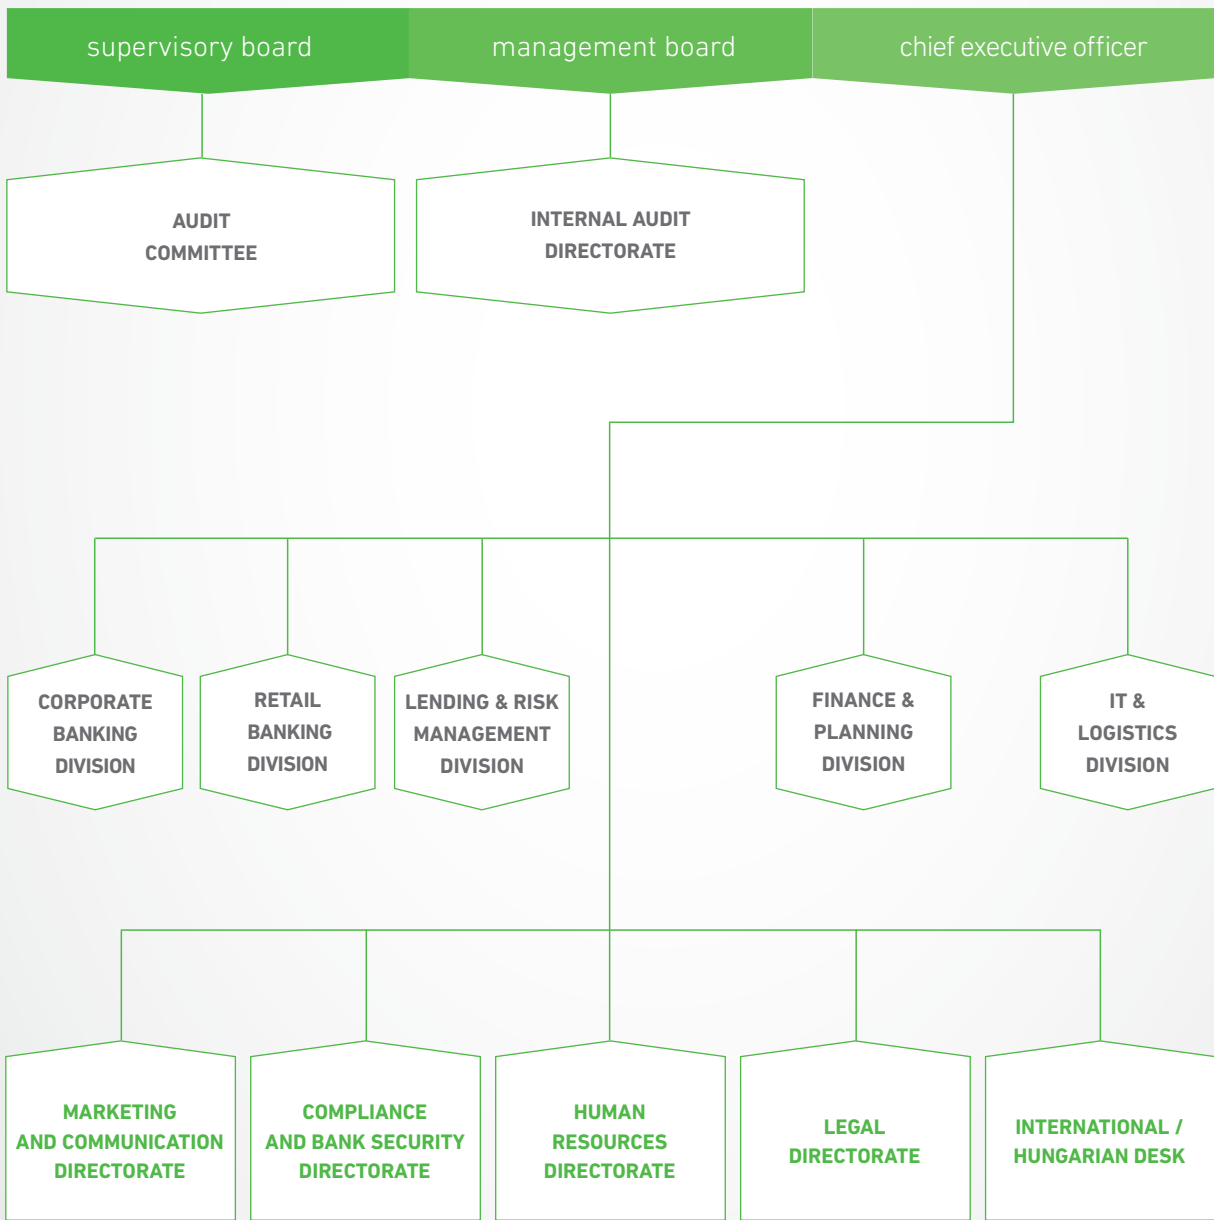 supervisory board
management board
chief executive officer
AUDIT
COMMITTEE
INTERNAL AUDIT
DIRECTORATE
CORPORATE
BANKING
DIVISION
RETAIL
BANKING
DIVISION
LENDING & RISK
MANAGEMENT
DIVISION
FINANCE &
PLANNING
DIVISION
IT &
LOGISTICS
DIVISION
MARKETING
AND COMMUNICATION
DIRECTORATE
COMPLIANCE
AND BANK SECURITY
DIRECTORATE
HUMAN
RESOURCES
DIRECTORATE
LEGAL
DIRECTORATE
INTERNATIONAL /
HUNGARIAN DESK